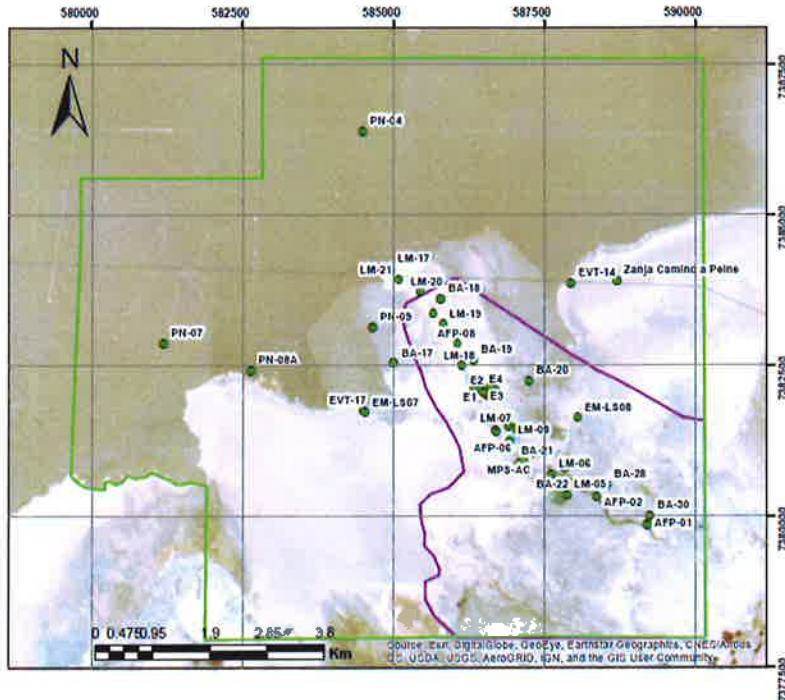 580000 582500 585000 587500 590000
7387500
N
PN-04
7385000
LM-17
LM-21
EVT-14 Zanja Camino a Peine
LM-20
BA-18
PN-09
LM-19
AFP-08
PN-07
BA-19
BA-17
LM-18
PN-08A
7382500
BA-20
E2 E4
E1 E3
EVT-17 EM-LS07
EM-LS08
LM-07
LM-09
AFP-06
BA-21
MPS-AC
LM-06
BA-28
BA-22 LM-05
AFP-02
BA-30
AFP-01
7380000
0 0.475 0.95 1.9 2.85 3.8
Km
Source: Esri, DigitalGlobe, GeoEye, Earthstar Geographics, CNES/Airbus
DS, USDA, USGS, AeroGRID, IGN, and the GIS User Community
7377500